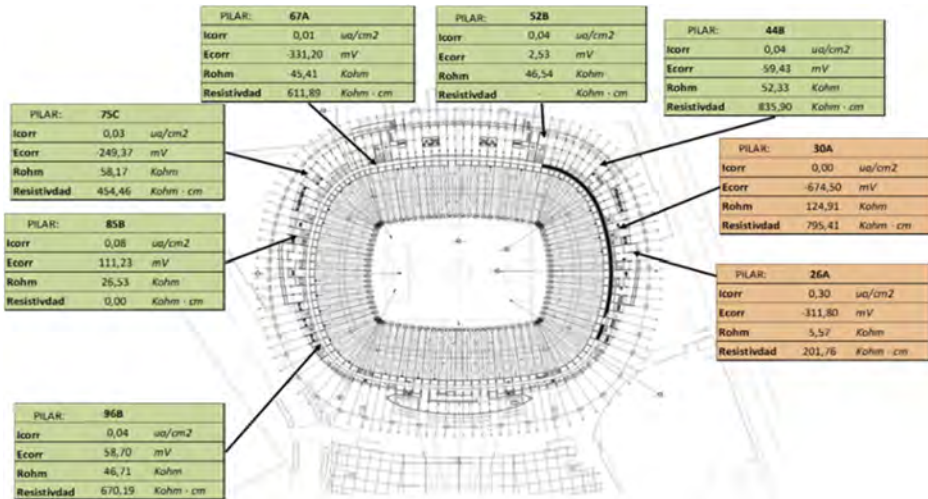 PILAR: 67A
Icorr 0,01 ua/cm2
Ecorr -331,20 mV
Rohm 45,41 Kohm
Resistivdad 611,89 Kohm - cm
PILAR: 52B
Icorr 0,04 ua/cm2
Ecorr 2,53 mV
Rohm 46,54 Kohm
Resistivdad - Kohm - cm
PILAR: 44B
Icorr 0,04 ua/cm2
Ecorr -59,43 mV
Rohm 52,33 Kohm
Resistivdad 835,90 Kohm - cm
PILAR: 75C
Icorr 0,03 ua/cm2
Ecorr -249,37 mV
Rohm 58,17 Kohm
Resistivdad 454,46 Kohm - cm
PILAR: 30A
Icorr 0,00 ua/cm2
Ecorr -674,50 mV
Rohm 124,91 Kohm
Resistivdad 795,41 Kohm - cm
PILAR: 85B
Icorr 0,08 ua/cm2
Ecorr 111,23 mV
Rohm 26,53 Kohm
Resistivdad 0,00 Kohm - cm
PILAR: 26A
Icorr 0,30 ua/cm2
Ecorr -311,80 mV
Rohm 5,57 Kohm
Resistivdad 201,76 Kohm - cm
PILAR: 96B
Icorr 0,04 ua/cm2
Ecorr 58,70 mV
Rohm 46,71 Kohm
Resistivdad 670,19 Kohm - cm